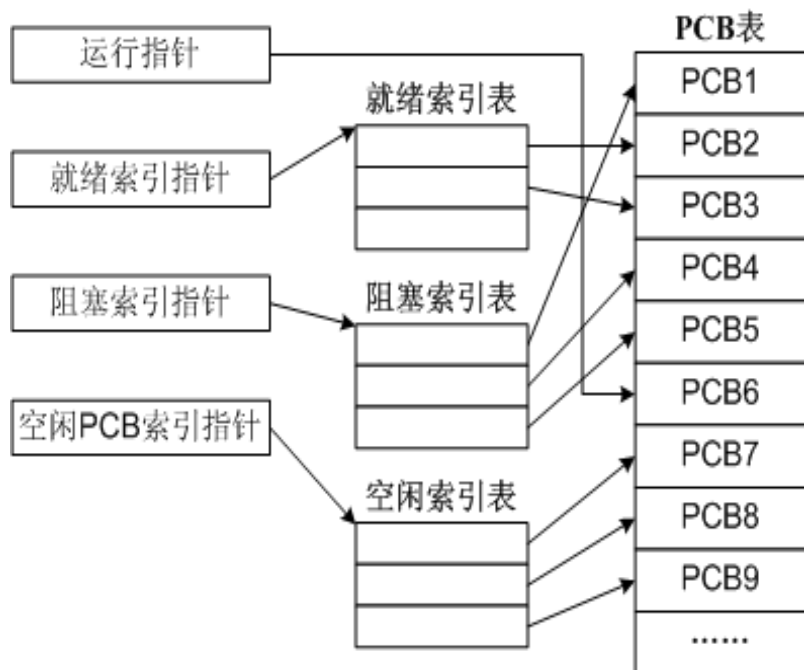 PCB表
运行指针
就绪索引指针
阻塞索引指针
空闲PCB索引指针
就绪索引表
阻塞索引表
空闲索引表
PCB1
PCB2
PCB3
PCB4
PCB5
PCB6
PCB7
PCB8
PCB9
……